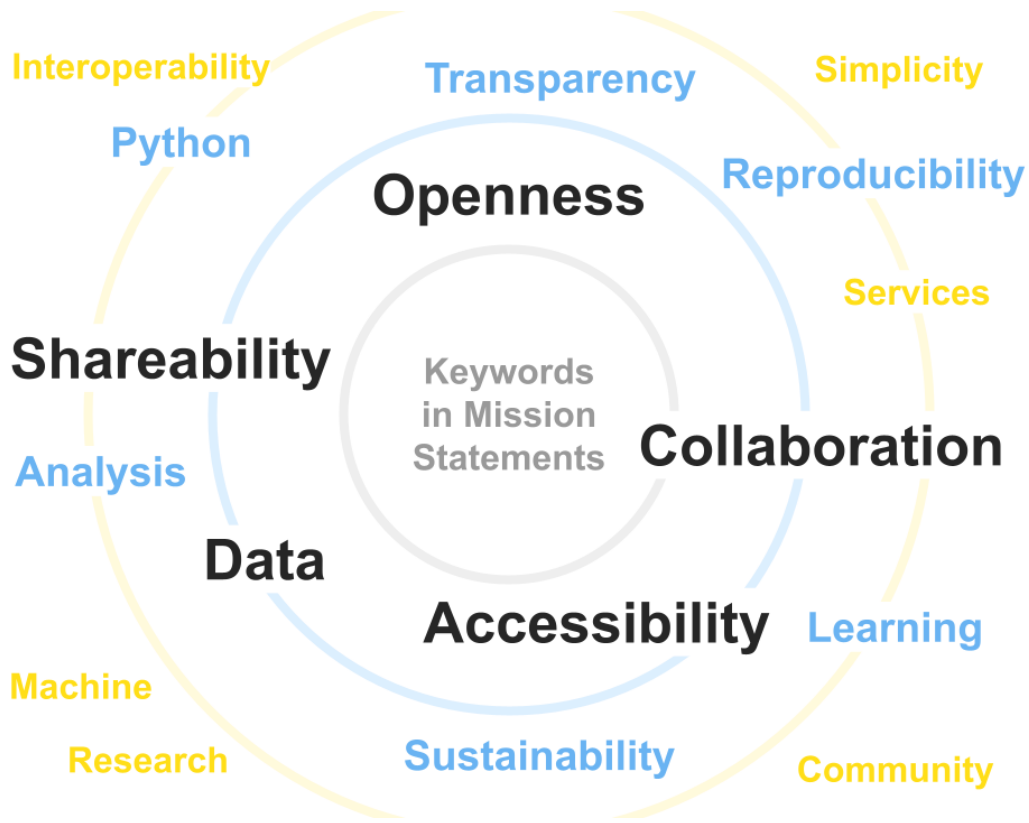 Interoperability
Transparency
Simplicity
Python
Reproducibility
Openness
Services
Shareability
Keywords
in Mission
Statements
Collaboration
Analysis
Data
Accessibility
Learning
Machine
Research
Sustainability
Community